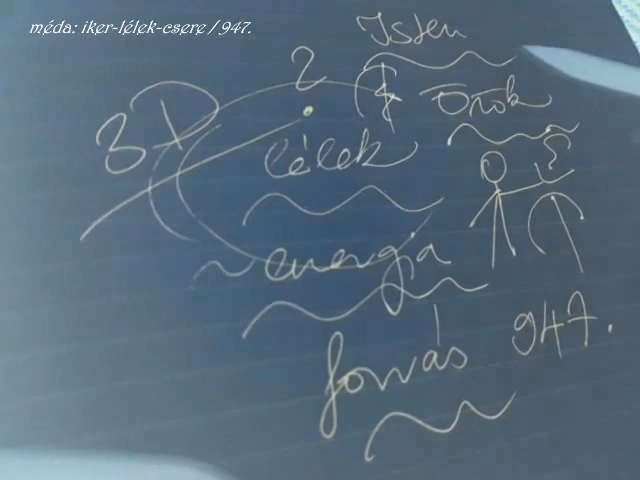 méda: iker-lélek-csere / 947.
Isten
2
3D
Örök
lélek
energia
forrás 947.